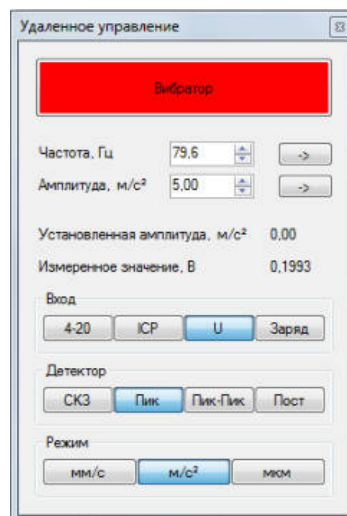 Удаленное управление
Вибратор
Частота, Гц 79,6 ->
Амплитуда, м/с² 5,00 ->
Установленная амплитуда, м/с² 0,00
Измеренное значение, В 0,1993
Вход
4-20 ICP U Заряд
Детектор
СКЗ Пик Пик-Пик Пост
Режим
мм/с м/с² мкм